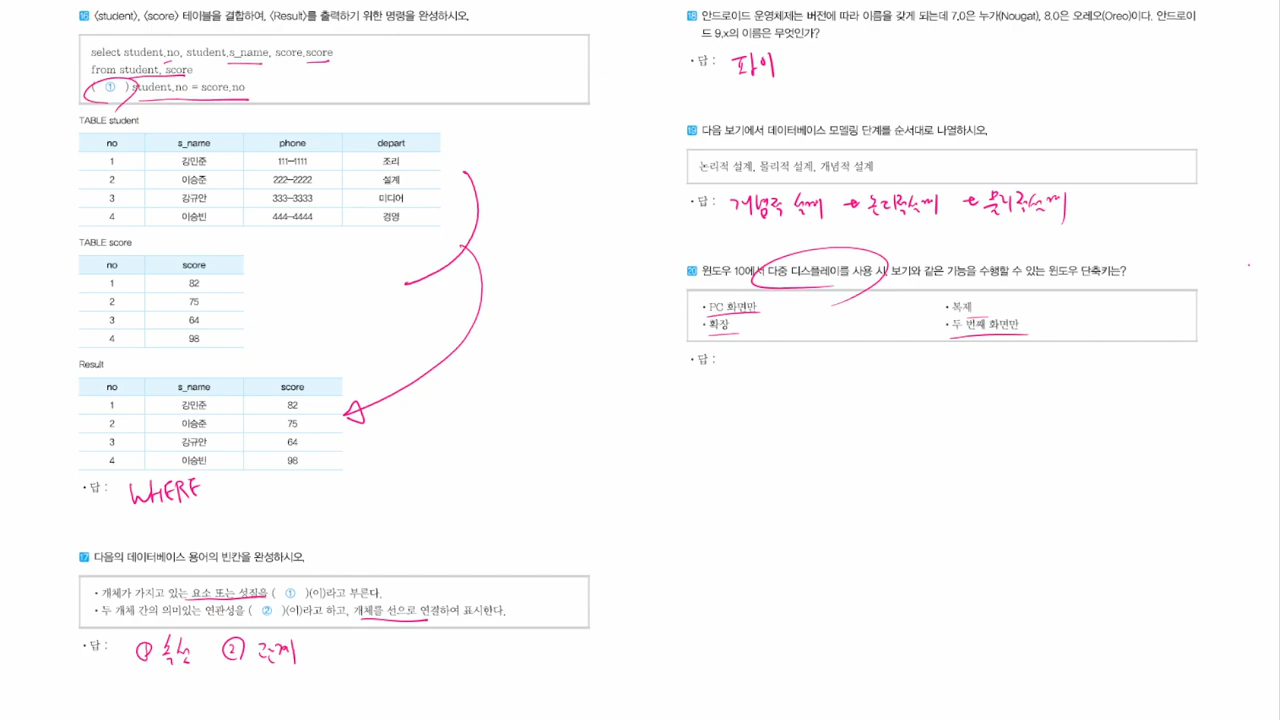 16 <student>, <score> 테이블을 결합하여, <Result>를 출력하기 위한 명령을 완성하시오.
select student.no, student.s_name, score.score
from student, score
( ① ) student.no = score.no
TABLE student
no s_name phone depart
1 강민준 111-1111 조리
2 이승준 222-2222 설계
3 강규안 333-3333 미디어
4 이승빈 444-4444 경영
TABLE score
no score
1 82
2 75
3 64
4 98
Result
no s_name score
1 강민준 82
2 이승준 75
3 강규안 64
4 이승빈 98
• 답 : WHERE
17 다음의 데이터베이스 용어의 빈칸을 완성하시오.
• 개체가 가지고 있는 요소 또는 성질을 ( ① )(이)라고 부른다.
• 두 개체 간의 의미있는 연관성을 ( ② )(이)라고 하고, 개체를 선으로 연결하여 표시한다.
• 답 : ① 속성 ② 관계
18 안드로이드 운영체제는 버전에 따라 이름을 갖게 되는데 7.0은 누가(Nougat), 8.0은 오레오(Oreo)이다. 안드로이
드 9.x의 이름은 무엇인가?
• 답 : 파이
19 다음 보기에서 데이터베이스 모델링 단계를 순서대로 나열하시오.
논리적 설계, 물리적 설계, 개념적 설계
• 답 : 개념적 설계 → 논리적설계 → 물리적설계
20 윈도우 10에서 다중 디스플레이를 사용 시, 보기와 같은 기능을 수행할 수 있는 윈도우 단축키는?
• PC 화면만 • 복제
• 확장 • 두 번째 화면만
• 답 :